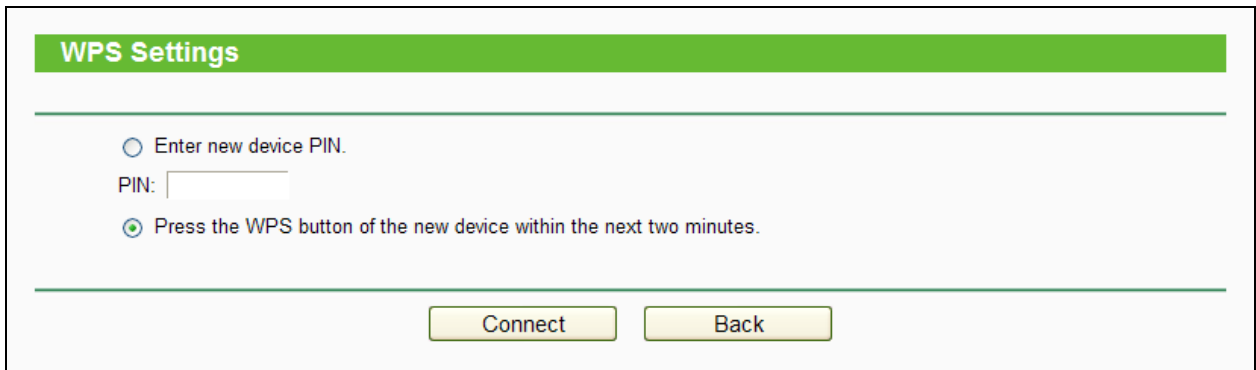 WPS Settings
Enter new device PIN.
PIN:
Press the WPS button of the new device within the next two minutes.
Connect Back